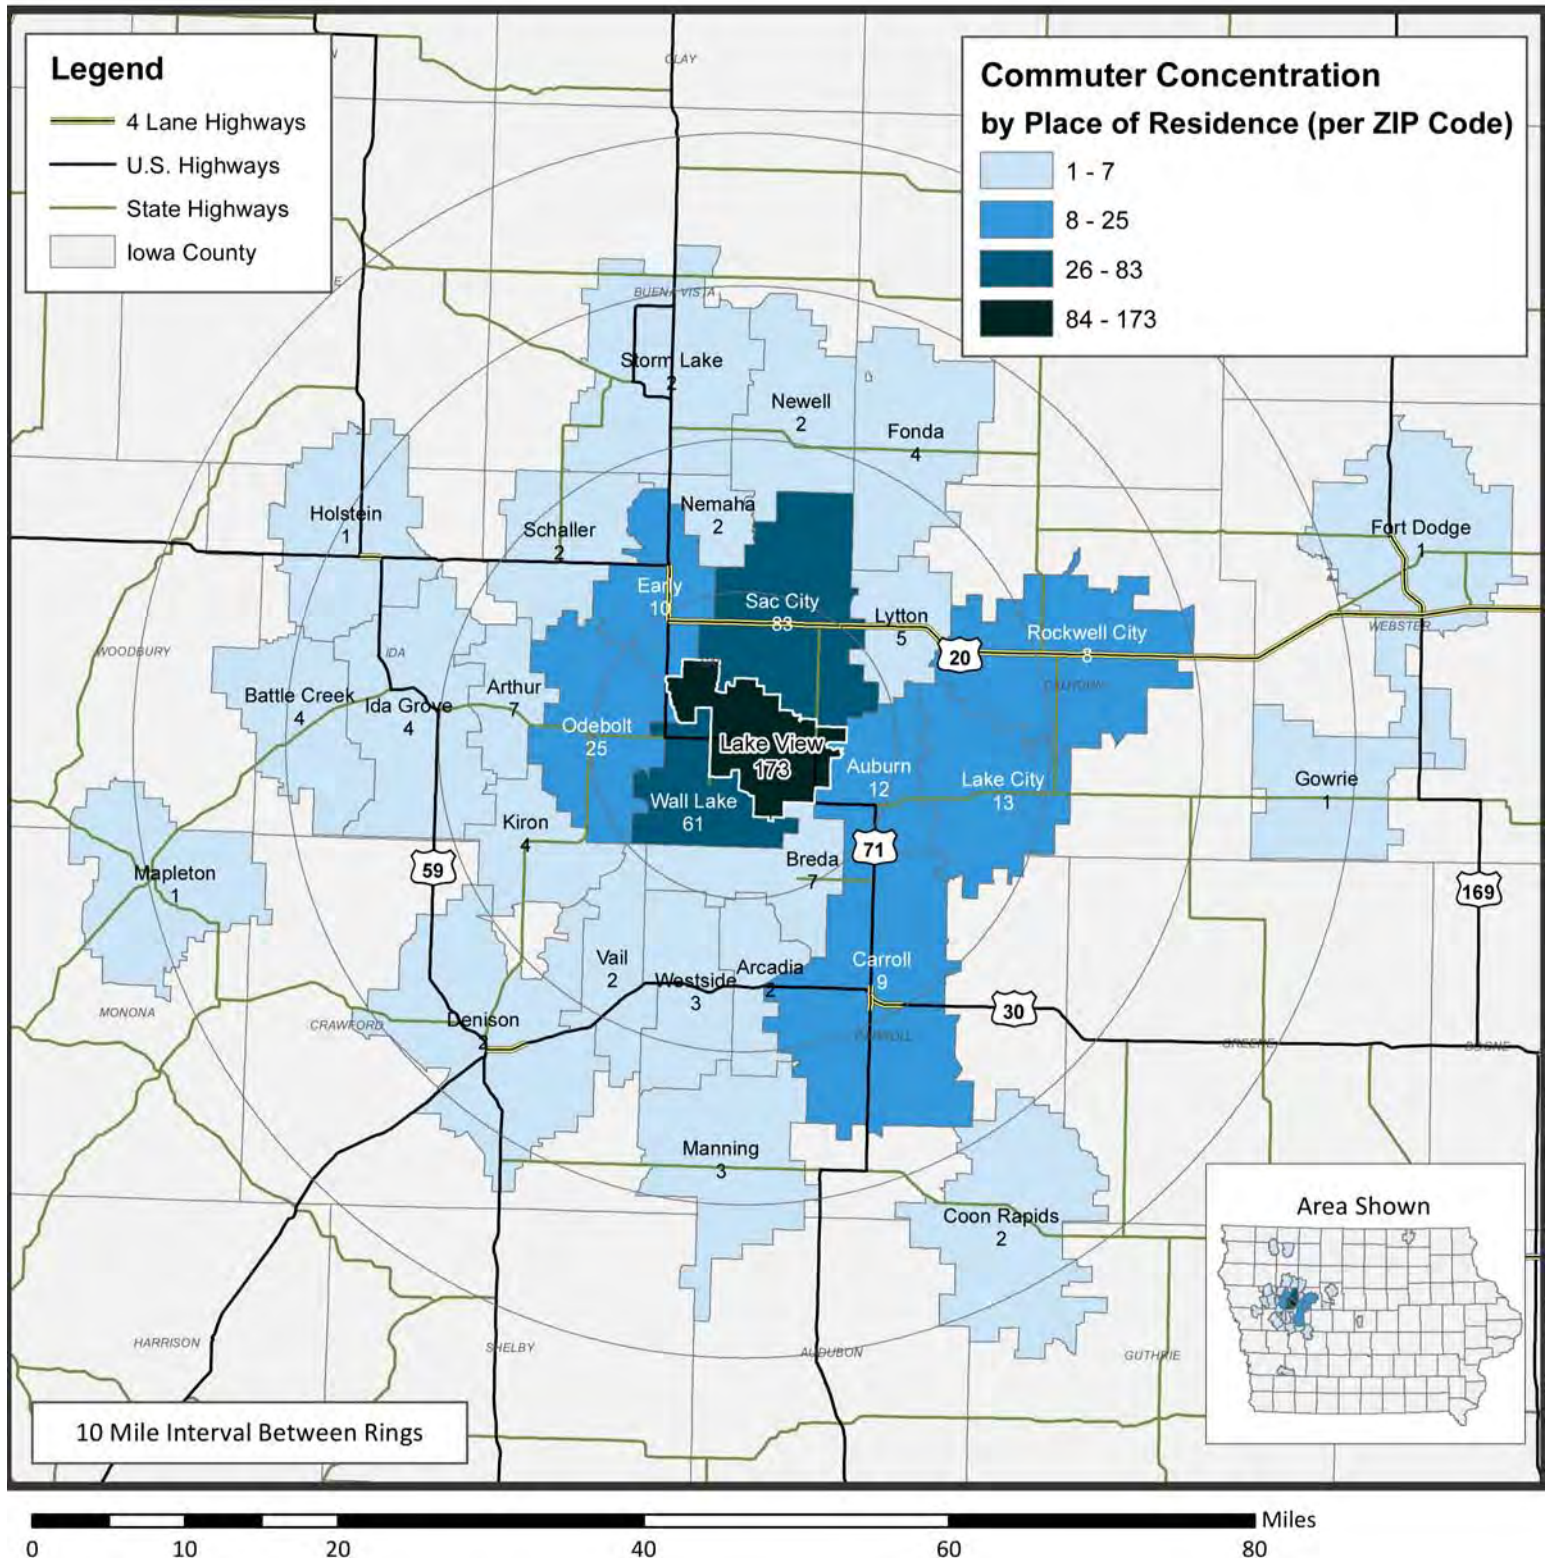 Legend
4 Lane Highways
U.S. Highways
State Highways
Iowa County
Commuter Concentration
by Place of Residence (per ZIP Code)
1 - 7
8 - 25
26 - 83
84 - 173
CLAY
BUENA VISTA
Storm Lake
2
Newell
2
Fonda
4
Holstein
1
Schaller
2
Nemaha
2
Fort Dodge
1
Early
10
Sac City
83
Lytton
5
20
Rockwell City
8
WEBSTER
WOODBURY
IDA
CALHOUN
Battle Creek
4
Ida Grove
4
Arthur
7
Odebolt
25
Lake View
173
Auburn
12
Lake City
13
Gowrie
1
Wall Lake
61
Kiron
4
Breda
7
71
59
169
Mapleton
1
Vail
2
Westside
3
Arcadia
2
Carroll
9
30
MONONA
CRAWFORD
Denison
2
CARROLL
GREENE
BOONE
Manning
3
Coon Rapids
2
HARRISON
SHELBY
AUDUBON
GUTHRIE
Area Shown
10 Mile Interval Between Rings
Miles
0 10 20 40 60 80